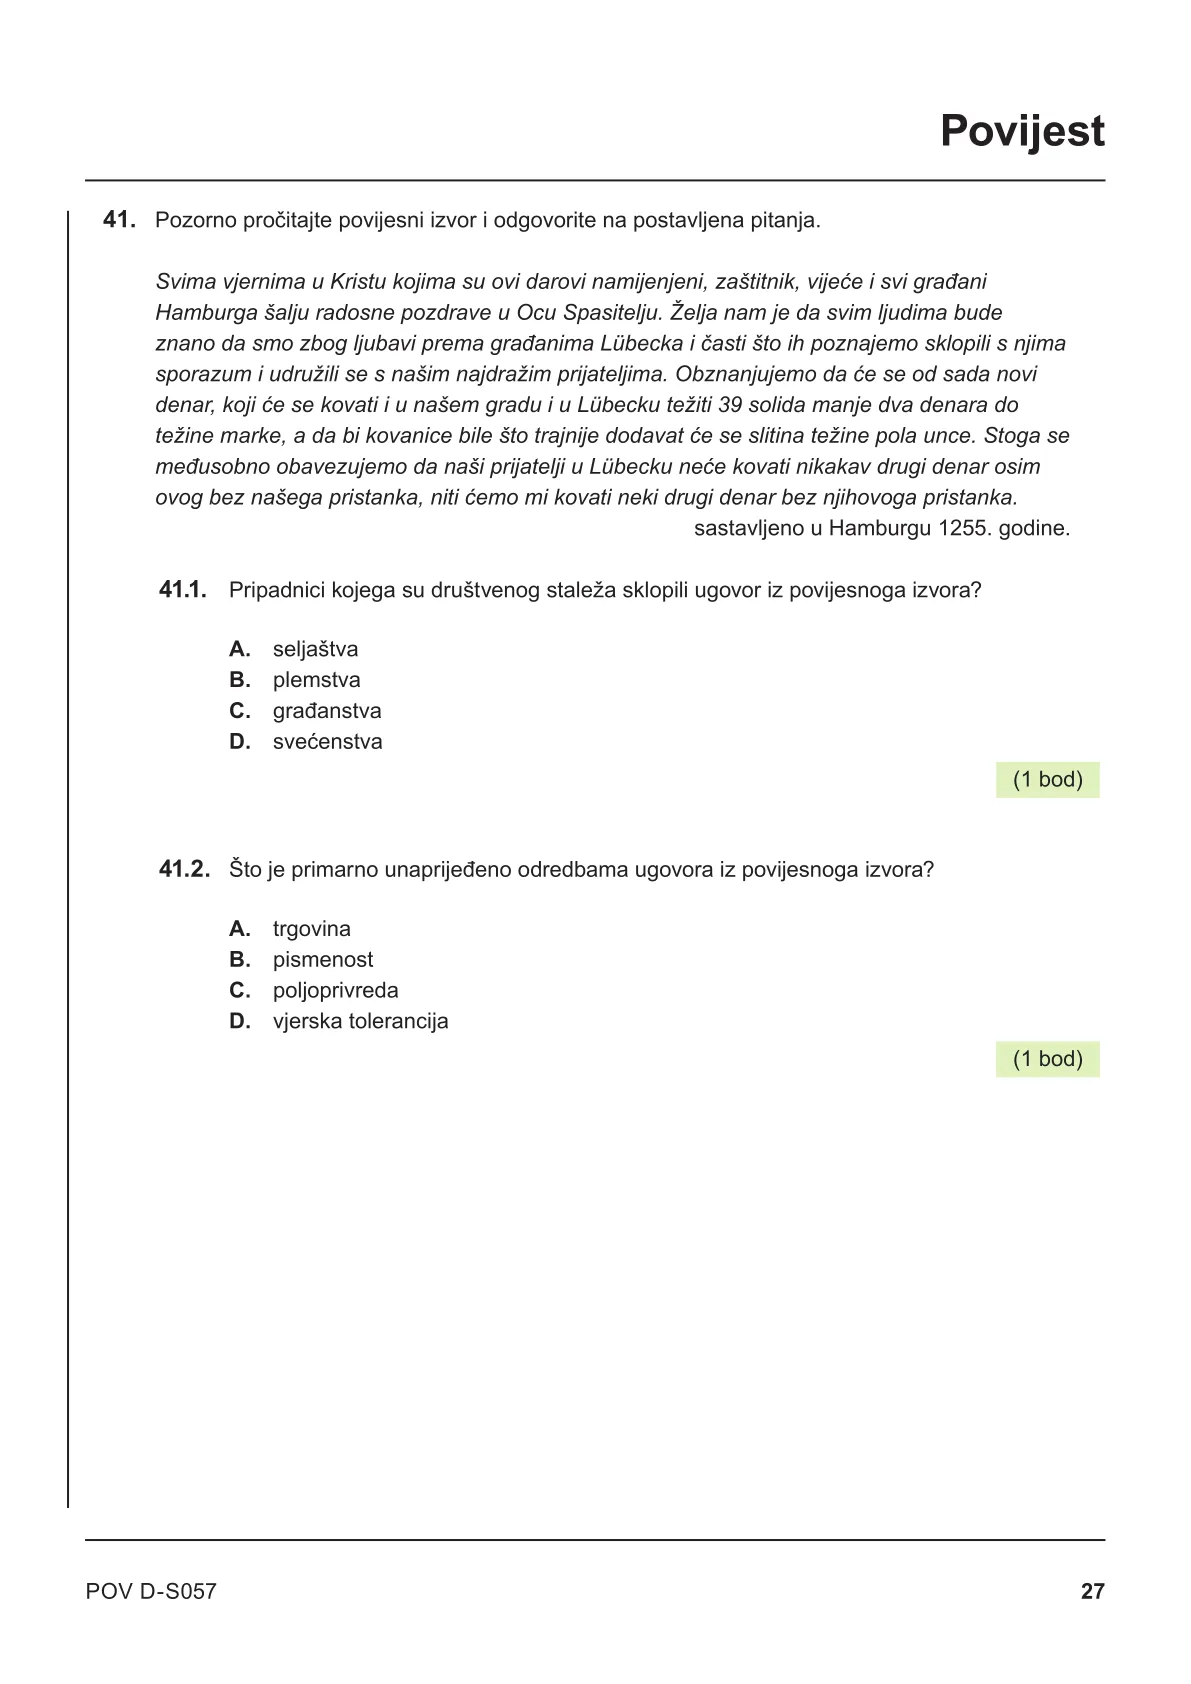 Povijest
41. Pozorno pročitajte povijesni izvor i odgovorite na postavljena pitanja.
Svima vjernima u Kristu kojima su ovi darovi namijenjeni, zaštitnik, vijeće i svi građani
Hamburga šalju radosne pozdrave u Ocu Spasitelju. Želja nam je da svim ljudima bude
znano da smo zbog ljubavi prema građanima Lübecka i časti što ih poznajemo sklopili s njima
sporazum i udružili se s našim najdražim prijateljima. Obznanjujemo da će se od sada novi
denar, koji će se kovati i u našem gradu i u Lübecku težiti 39 solida manje dva denara do
težine marke, a da bi kovanice bile što trajnije dodavat će se slitina težine pola unce. Stoga se
međusobno obavezujemo da naši prijatelji u Lübecku neće kovati nikakav drugi denar osim
ovog bez našega pristanka, niti ćemo mi kovati neki drugi denar bez njihovoga pristanka.
sastavljeno u Hamburgu 1255. godine.
41.1. Pripadnici kojega su društvenog staleža sklopili ugovor iz povijesnoga izvora?
A. seljaštva
B. plemstva
C. građanstva
D. svećenstva
(1 bod)
41.2. Što je primarno unaprijeđeno odredbama ugovora iz povijesnoga izvora?
A. trgovina
B. pismenost
C. poljoprivreda
D. vjerska tolerancija
(1 bod)
POV D-S057
27